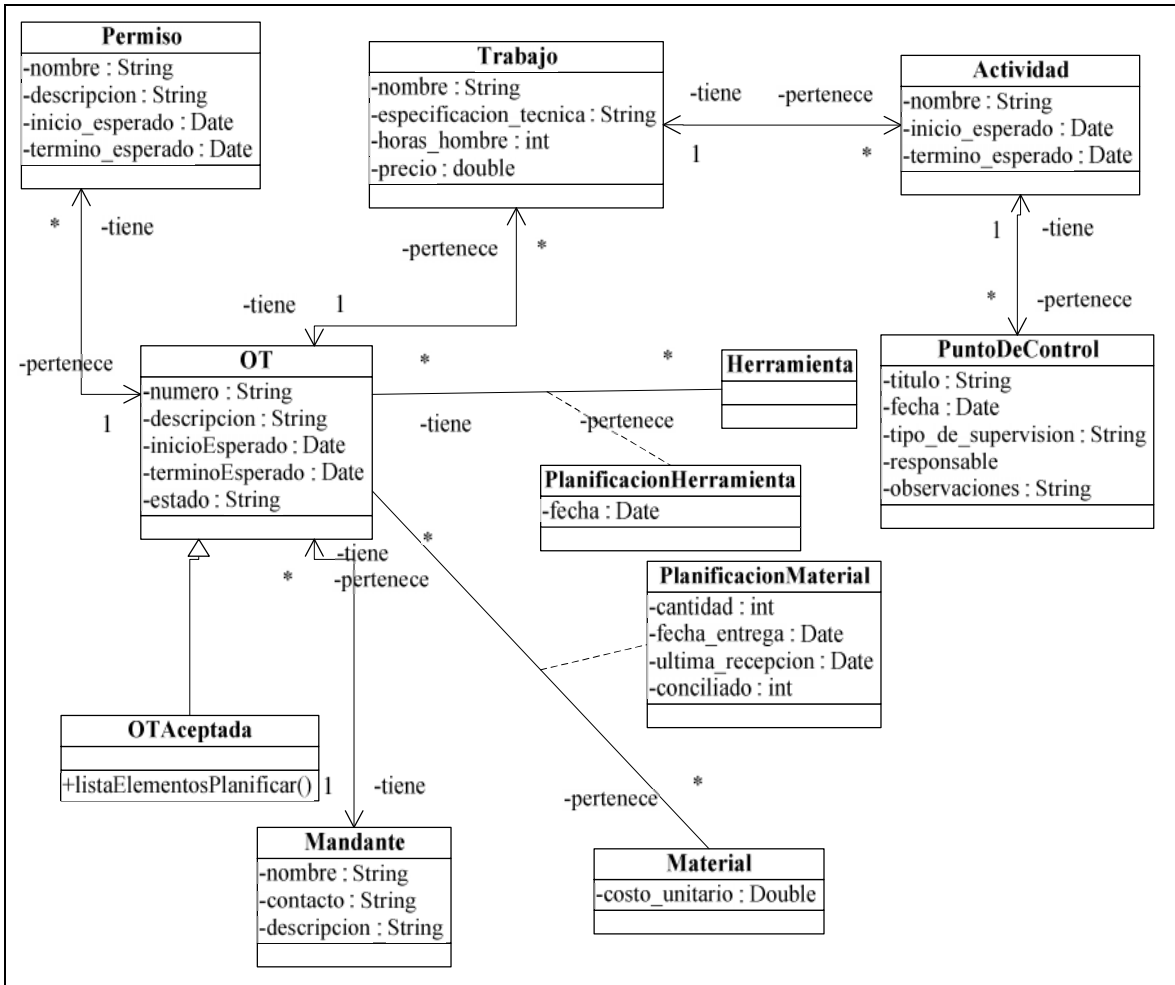 Permiso
-nombre : String
-descripcion : String
-inicio_esperado : Date
-termino_esperado : Date
Trabajo
-nombre : String
-especificacion_tecnica : String
-horas_hombre : int
-precio : double
-tiene
-pertenece
1
*
Actividad
-nombre : String
-inicio_esperado : Date
-termino_esperado : Date
*
-tiene
-pertenece
*
1
-tiene
-tiene
1
*
-pertenece
-pertenece
1
OT
-numero : String
-descripcion : String
-inicioEsperado : Date
-terminoEsperado : Date
-estado : String
*
*
-tiene
-pertenece
Herramienta
PuntoDeControl
-titulo : String
-fecha : Date
-tipo_de_supervision : String
-responsable
-observaciones : String
PlanificacionHerramienta
-fecha : Date
*
-tiene
*
-pertenece
PlanificacionMaterial
-cantidad : int
-fecha_entrega : Date
-ultima_recepcion : Date
-conciliado : int
OTAceptada
+listaElementosPlanificar()
1
-tiene
*
-pertenece
Mandante
-nombre : String
-contacto : String
-descripcion : String
Material
-costo_unitario : Double